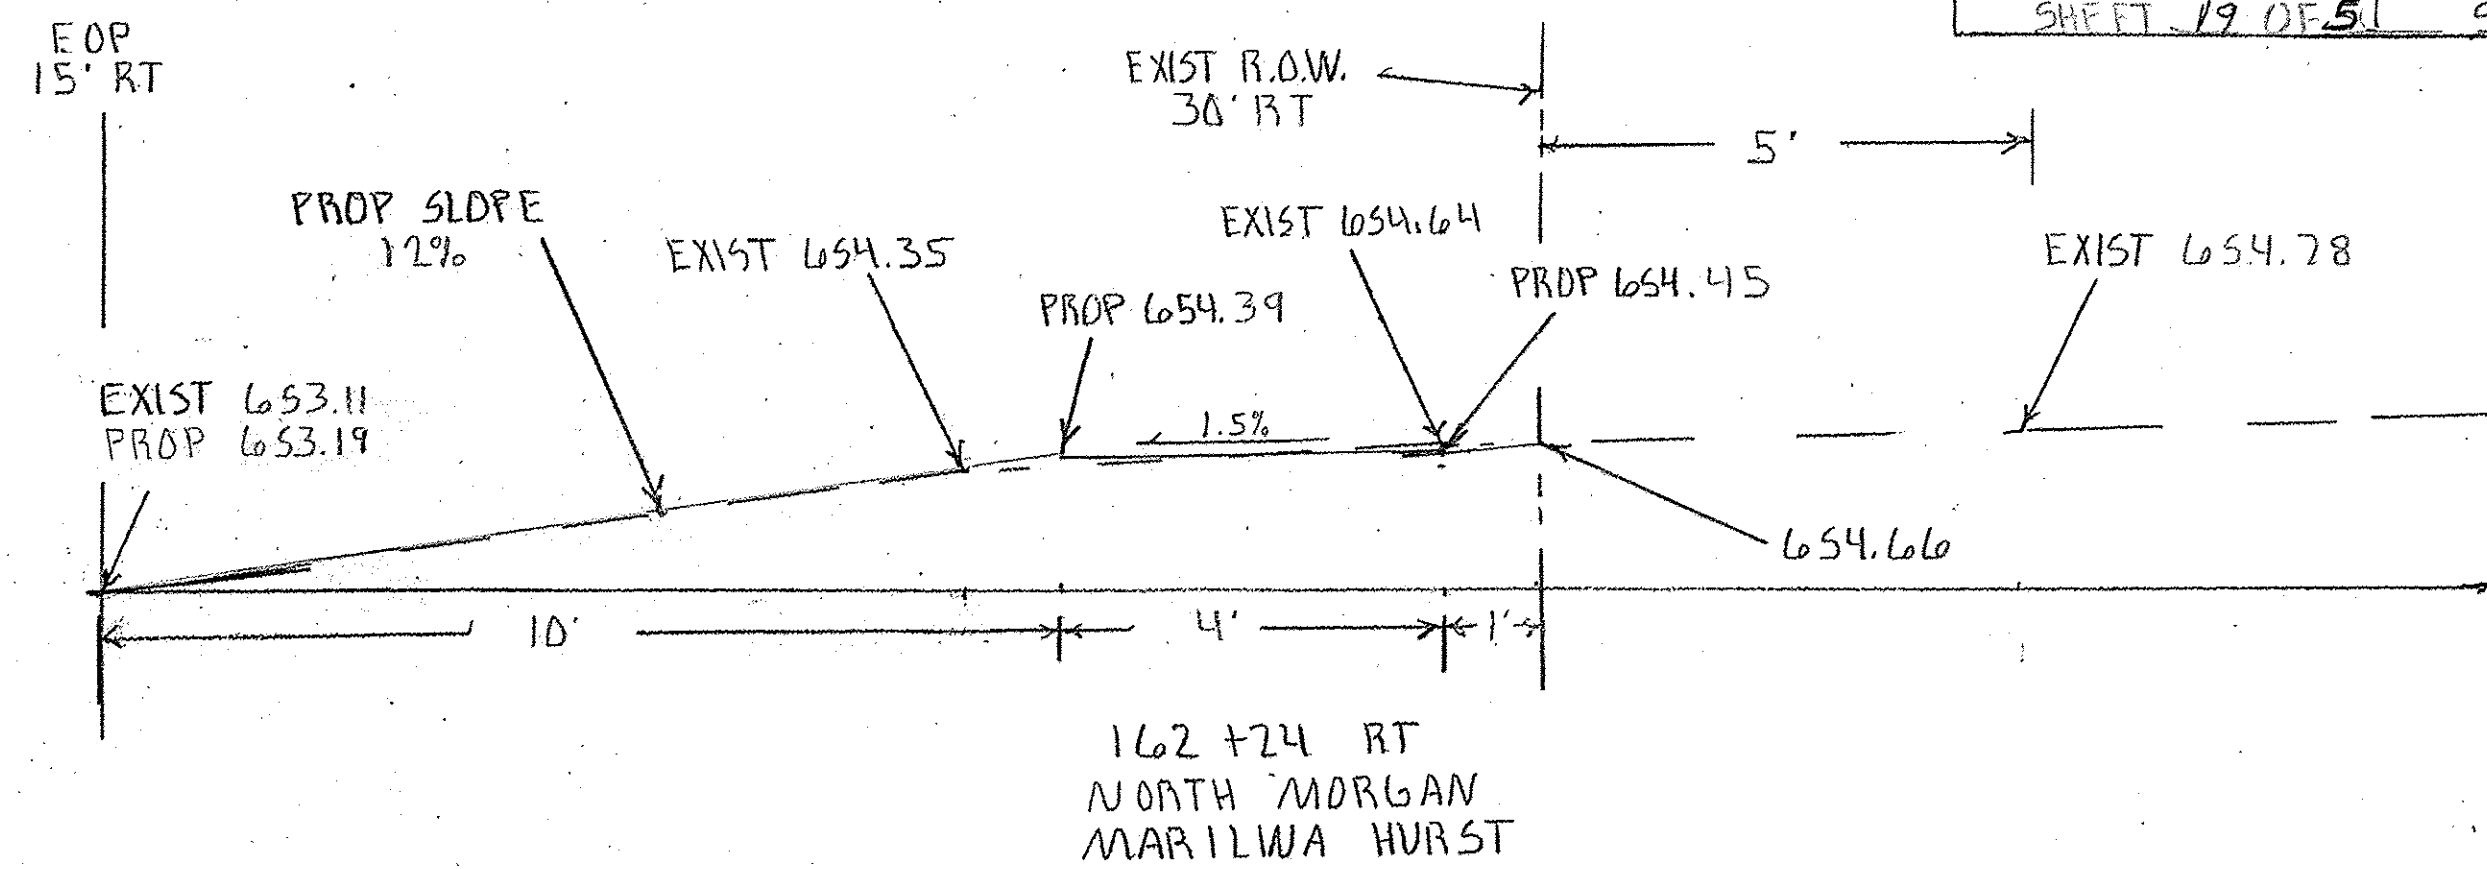 SHEET 19 OF 51
EOP
15' RT
EXIST R.O.W.
30' RT
5'
PROP SLOPE
12%
EXIST 654.35
EXIST 654.64
PROP 654.45
EXIST 654.78
PROP 654.39
EXIST 653.11
PROP 653.19
1.5%
654.66
10'
4'
1'
162 +24 RT
NORTH MORGAN
MARILWA HURST